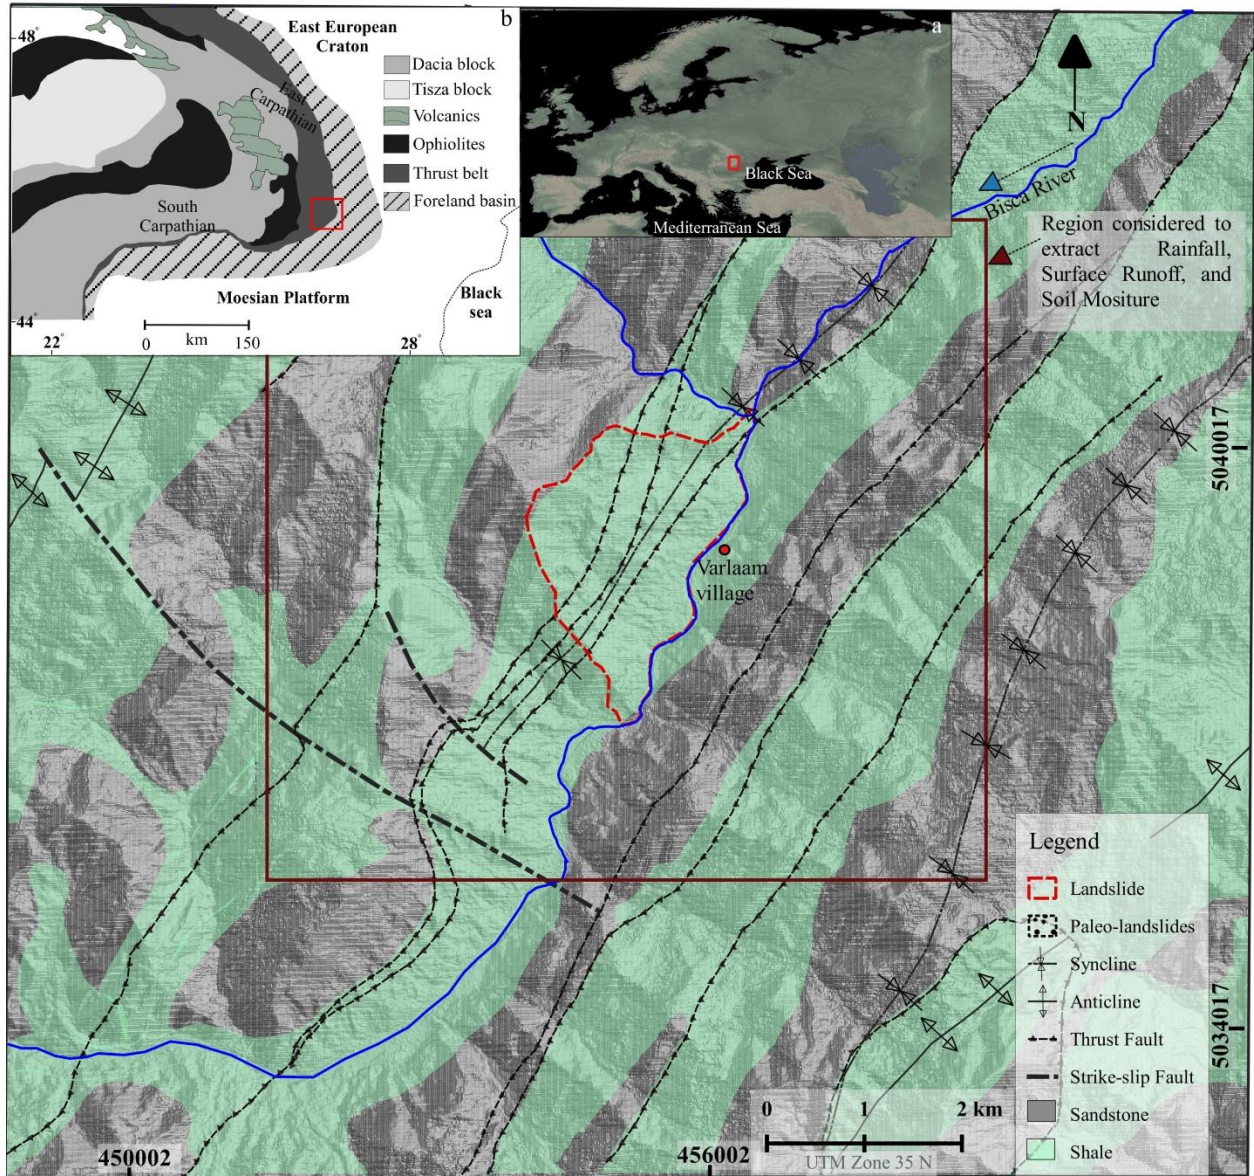 b
48°
East European
Craton
Dacia block
Tisza block
Volcanics
Ophiolites
Thrust belt
Foreland basin
East
Carpathian
South
Carpathian
Moesian Platform
Black
sea
44°
22°
28°
0 km 150
a
Black Sea
Mediterranean Sea
N
Bisca River
Region considered to
extract Rainfall,
Surface Runoff, and
Soil Mositure
5040017
Varlaam
village
5034017
Legend
Landslide
Paleo-landslides
Syncline
Anticline
Thrust Fault
Strike-slip Fault
Sandstone
Shale
0 1 2 km
UTM Zone 35 N
450002
456002